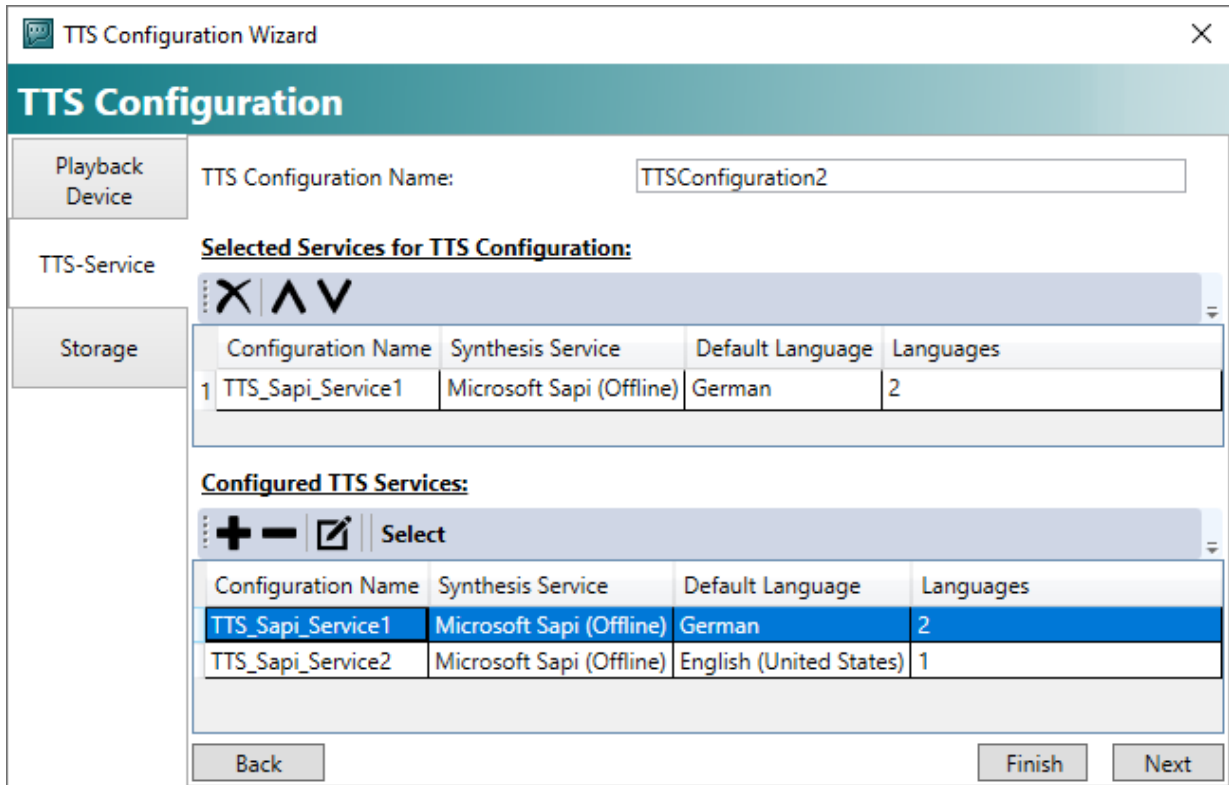 TTS Configuration Wizard
TTS Configuration
Playback
Device
TTS-Service
Storage
TTS Configuration Name: TTSConfiguration2
Selected Services for TTS Configuration:
Configuration Name Synthesis Service Default Language Languages
1 TTS_Sapi_Service1 Microsoft Sapi (Offline) German 2
Configured TTS Services:
Select
Configuration Name Synthesis Service Default Language Languages
TTS_Sapi_Service1 Microsoft Sapi (Offline) German 2
TTS_Sapi_Service2 Microsoft Sapi (Offline) English (United States) 1
Back Finish Next